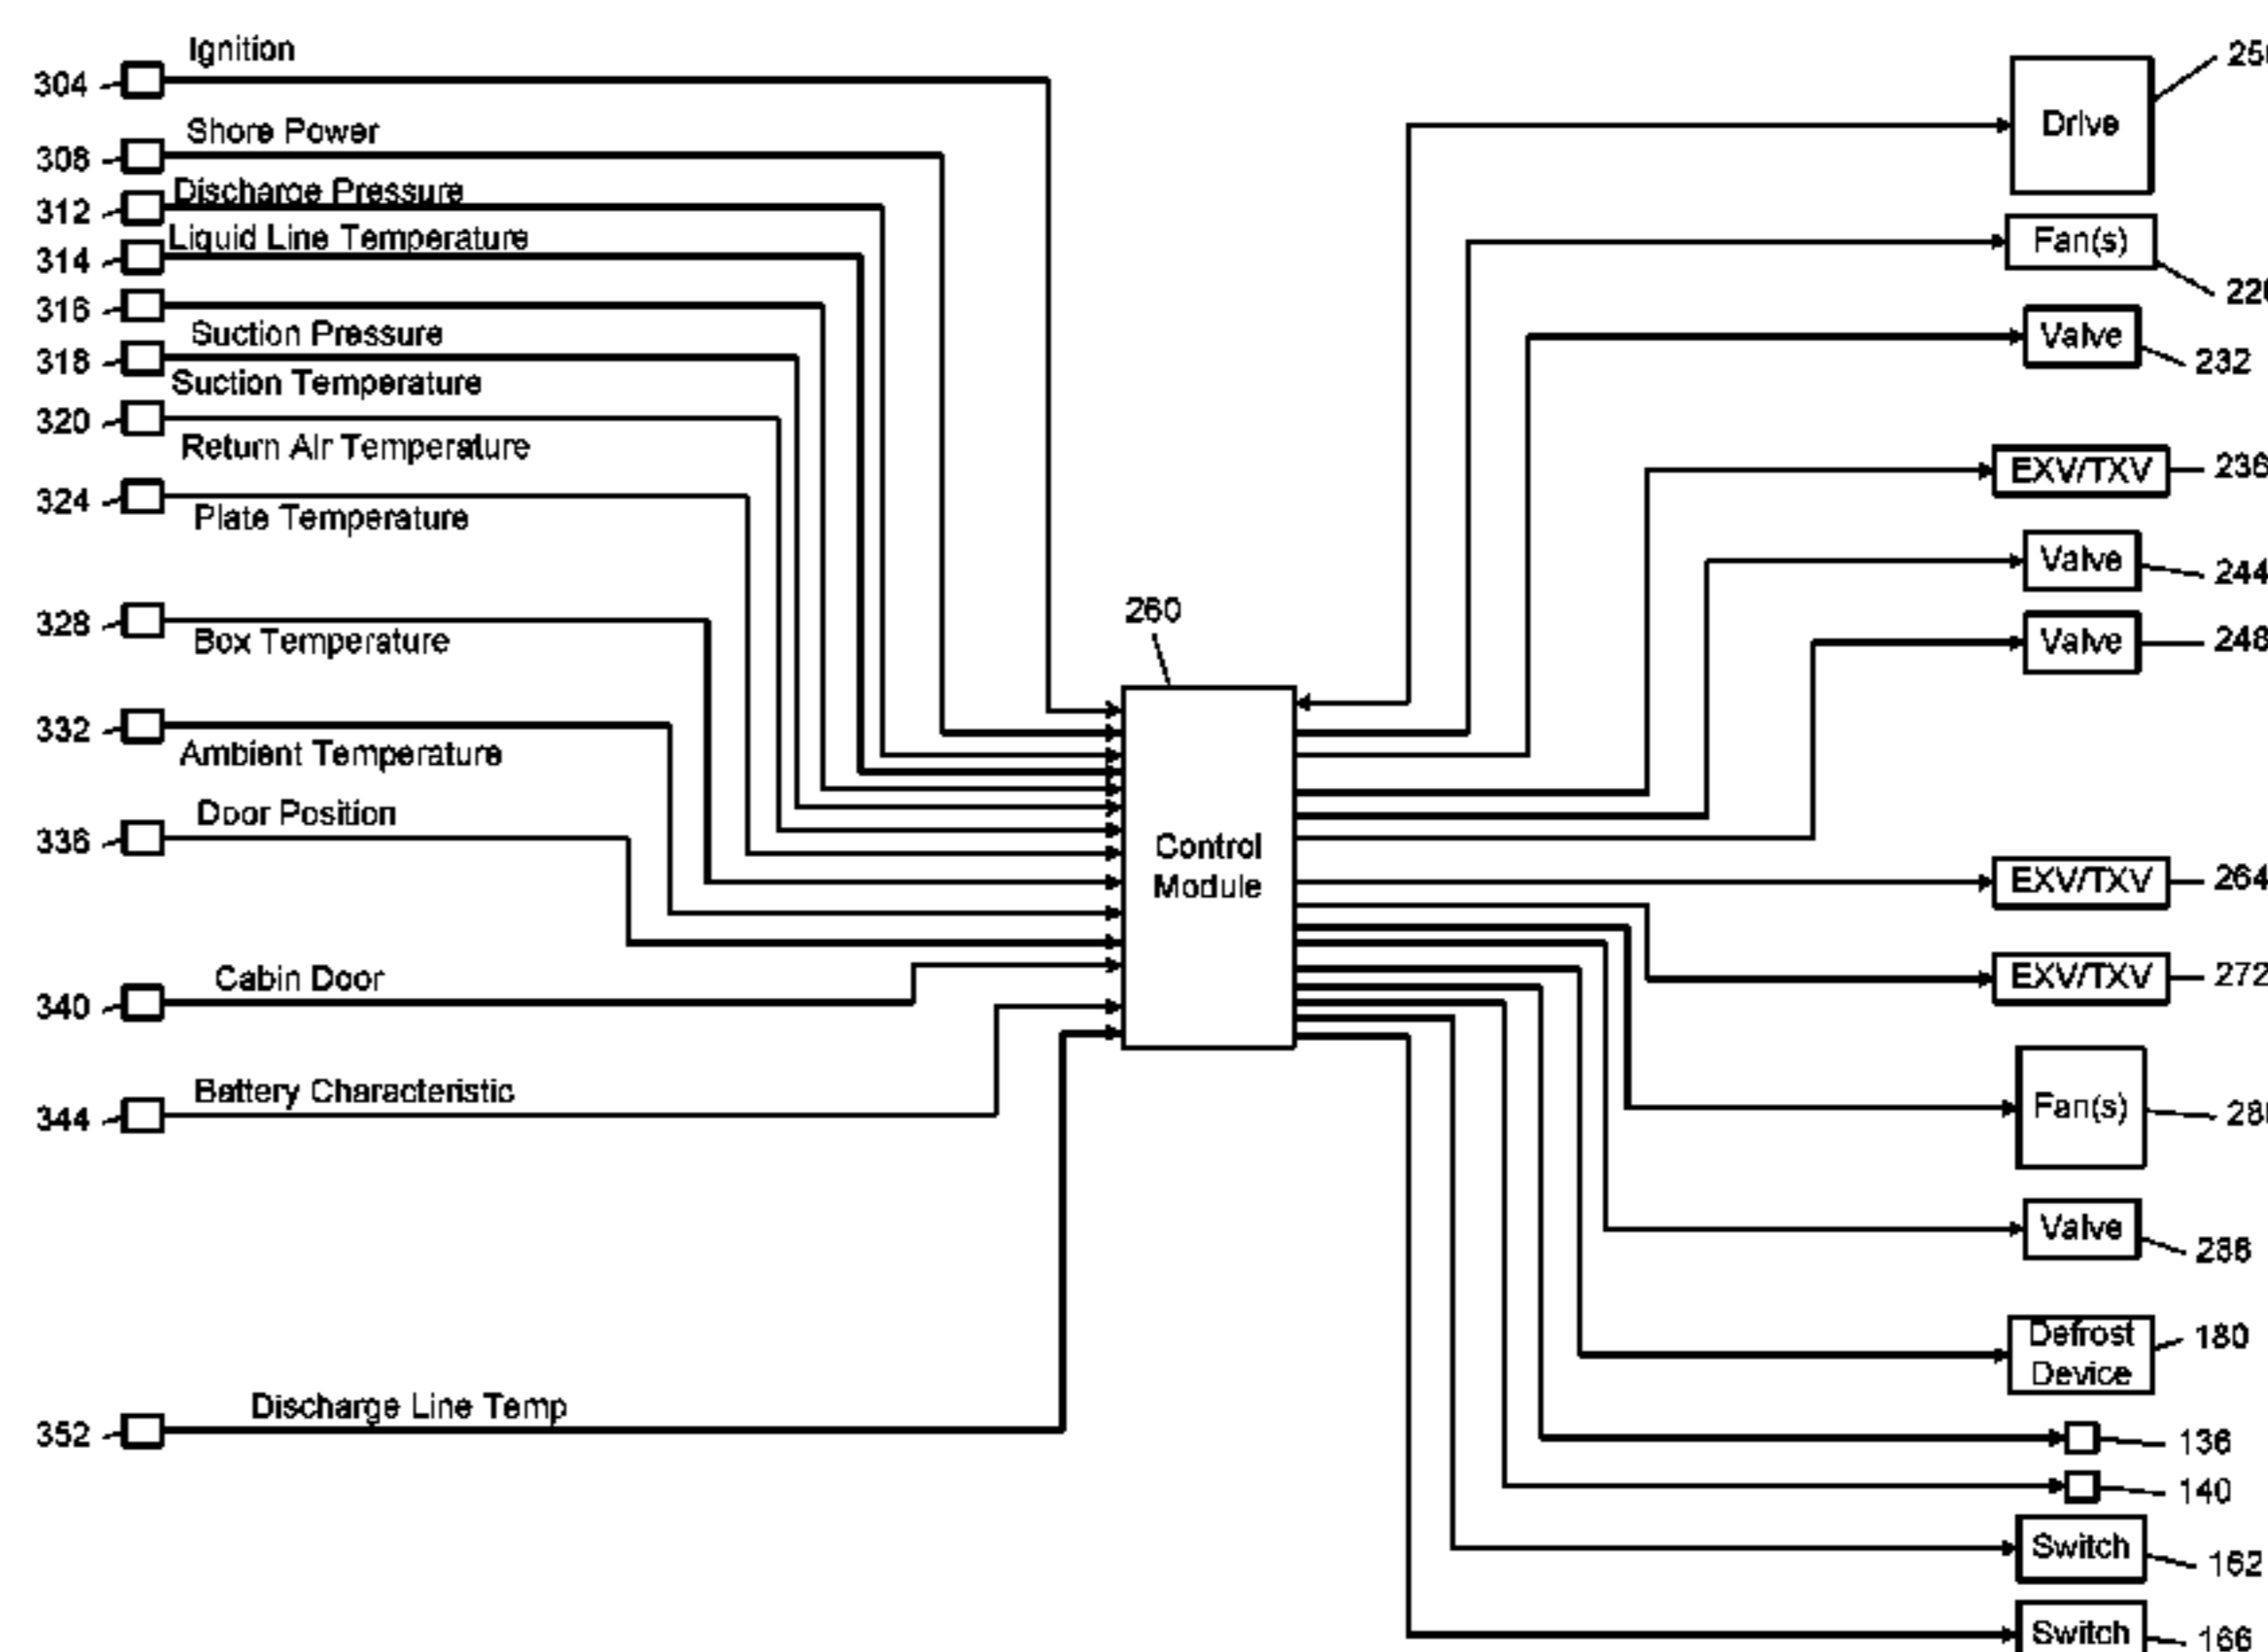 Ignition
304
Shore Power
308
Discharge Pressure
312
Liquid Line Temperature
314
316
Suction Pressure
318
Suction Temperature
320
Return Air Temperature
324
Plate Temperature
328
Box Temperature
332
Ambient Temperature
Door Position
336
Cabin Door
340
Battery Characteristic
344
Discharge Line Temp
352
260
Control
Module
Drive
Fan(s)
Valve
232
EXV/TXV
236
Valve
244
Valve
248
EXV/TXV
264
EXV/TXV
272
Fan(s)
Valve
Defrost
Device
180
136
140
Switch
162
Switch
166